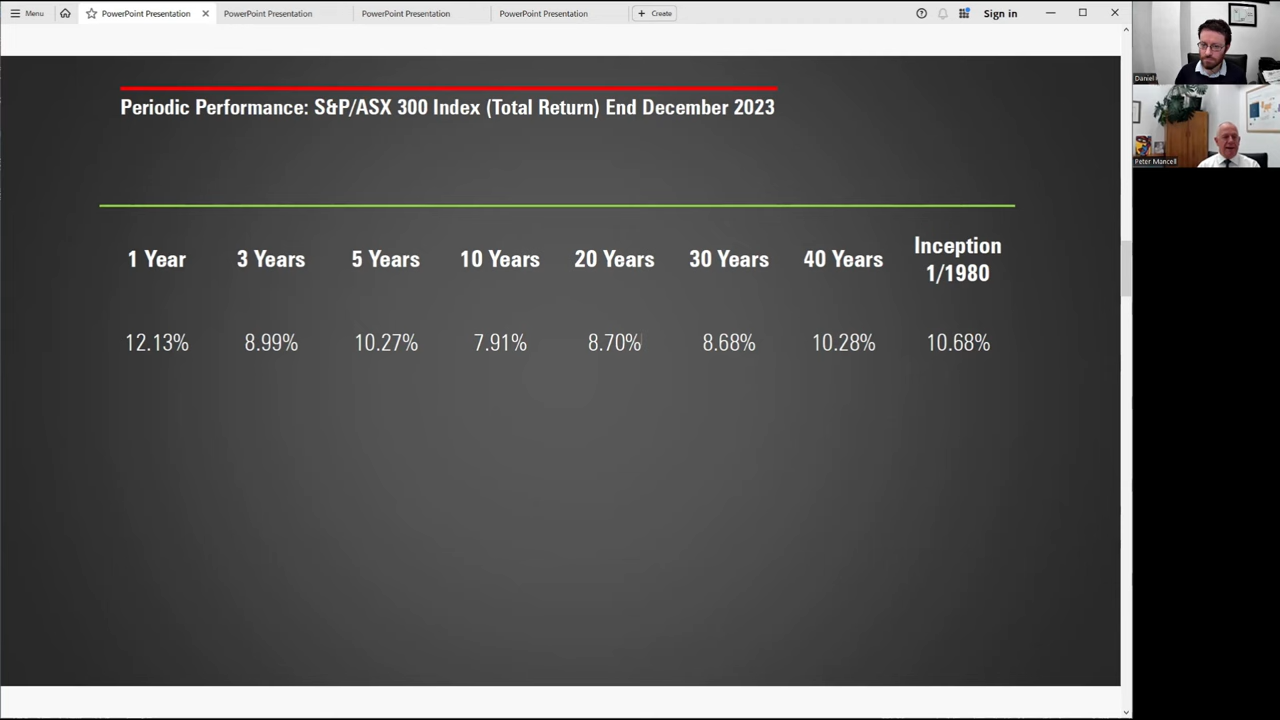 Menu
PowerPoint Presentation
PowerPoint Presentation
PowerPoint Presentation
PowerPoint Presentation
Create
Sign in
Periodic Performance: S&P/ASX 300 Index (Total Return) End December 2023
1 Year 3 Years 5 Years 10 Years 20 Years 30 Years 40 Years Inception 1/1980
12.13% 8.99% 10.27% 7.91% 8.70% 8.68% 10.28% 10.68%
Daniel
Peter Mancell